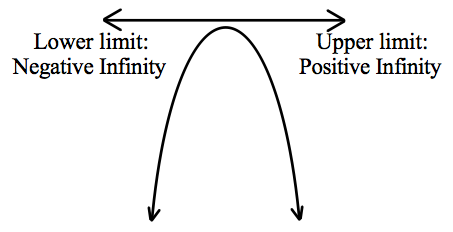 Lower limit:
Negative Infinity
Upper limit:
Positive Infinity